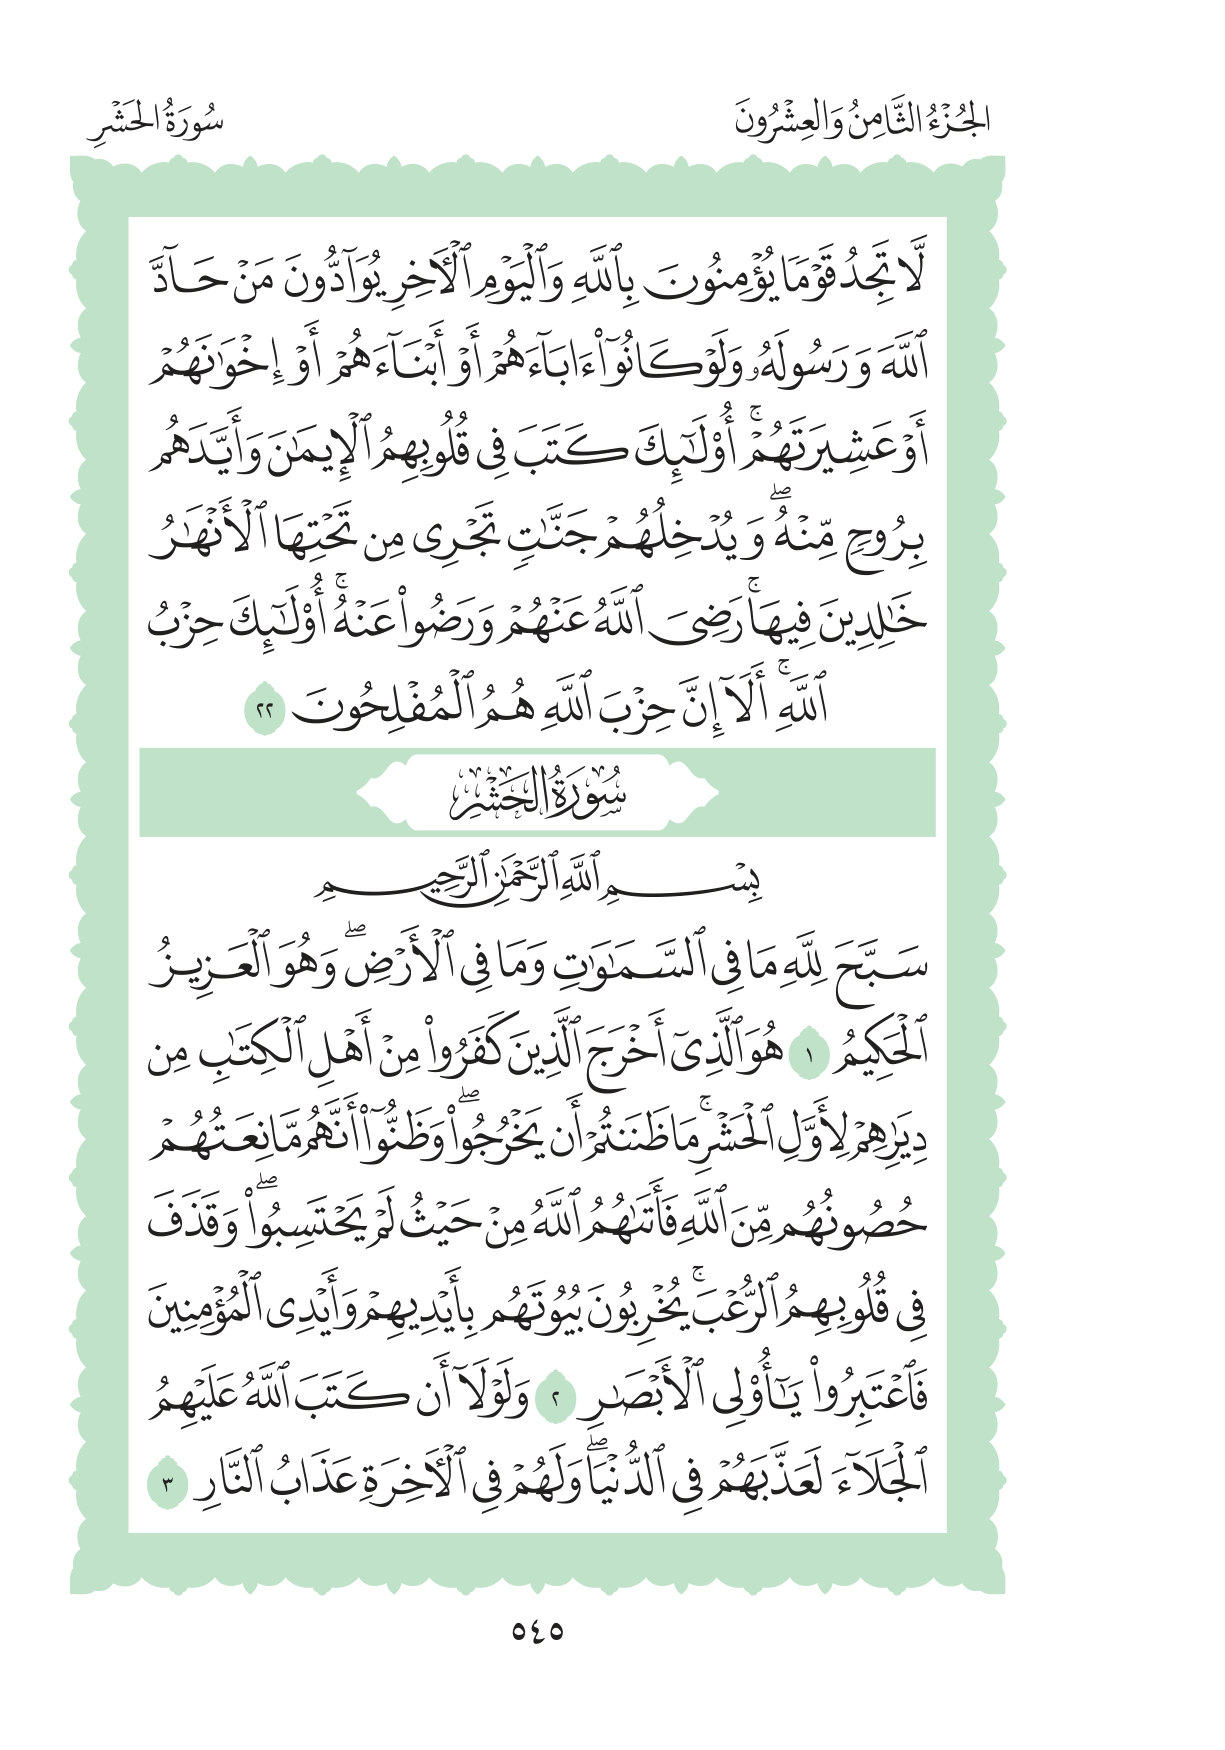 الجُزْءُ الثَّامِنُ وَالعِشْرُونَ
سُورَةُ الحَشْرِ
لَّا تَجِدُ قَوْمًا يُؤْمِنُونَ بِٱللَّهِ وَٱلْيَوْمِ ٱلْأٓخِرِ يُوَآدُّونَ مَنْ حَآدَّ
ٱللَّهَ وَرَسُولَهُۥ وَلَوْ كَانُوٓا۟ ءَابَآءَهُمْ أَوْ أَبْنَآءَهُمْ أَوْ إِخْوَٰنَهُمْ
أَوْ عَشِيرَتَهُمْ ۚ أُو۟لَٰٓئِكَ كَتَبَ فِى قُلُوبِهِمُ ٱلْإِيمَٰنَ وَأَيَّدَهُم
بِرُوحٍ مِّنْهُ ۖ وَيُدْخِلُهُمْ جَنَّٰتٍ تَجْرِى مِن تَحْتِهَا ٱلْأَنْهَٰرُ
خَٰلِدِينَ فِيهَا ۚ رَضِىَ ٱللَّهُ عَنْهُمْ وَرَضُوا۟ عَنْهُ ۚ أُو۟لَٰٓئِكَ حِزْبُ
ٱللَّهِ ۚ أَلَآ إِنَّ حِزْبَ ٱللَّهِ هُمُ ٱلْمُفْلِحُونَ ٢٢
سُورَةُ الحَشْرِ
بِسْمِ ٱللَّهِ ٱلرَّحْمَٰنِ ٱلرَّحِيمِ
سَبَّحَ لِلَّهِ مَا فِى ٱلسَّمَٰوَٰتِ وَمَا فِى ٱلْأَرْضِ ۖ وَهُوَ ٱلْعَزِيزُ
ٱلْحَكِيمُ ١ هُوَ ٱلَّذِىٓ أَخْرَجَ ٱلَّذِينَ كَفَرُوا۟ مِنْ أَهْلِ ٱلْكِتَٰبِ مِن
دِيَٰرِهِمْ لِأَوَّلِ ٱلْحَشْرِ ۚ مَا ظَنَنتُمْ أَن يَخْرُجُوا۟ ۖ وَظَنُّوٓا۟ أَنَّهُم مَّانِعَتُهُمْ
حُصُونُهُم مِّنَ ٱللَّهِ فَأَتَىٰهُمُ ٱللَّهُ مِنْ حَيْثُ لَمْ يَحْتَسِبُوا۟ ۖ وَقَذَفَ
فِى قُلُوبِهِمُ ٱلرُّعْبَ ۚ يُخْرِبُونَ بُيُوتَهُم بِأَيْدِيهِمْ وَأَيْدِى ٱلْمُؤْمِنِينَ
فَٱعْتَبِرُوا۟ يَٰٓأُو۟لِى ٱلْأَبْصَٰرِ ٢ وَلَوْلَآ أَن كَتَبَ ٱللَّهُ عَلَيْهِمُ
ٱلْجَلَآءَ لَعَذَّبَهُمْ فِى ٱلدُّنْيَا ۖ وَلَهُمْ فِى ٱلْأٓخِرَةِ عَذَابُ ٱلنَّارِ ٣
٥٤٥